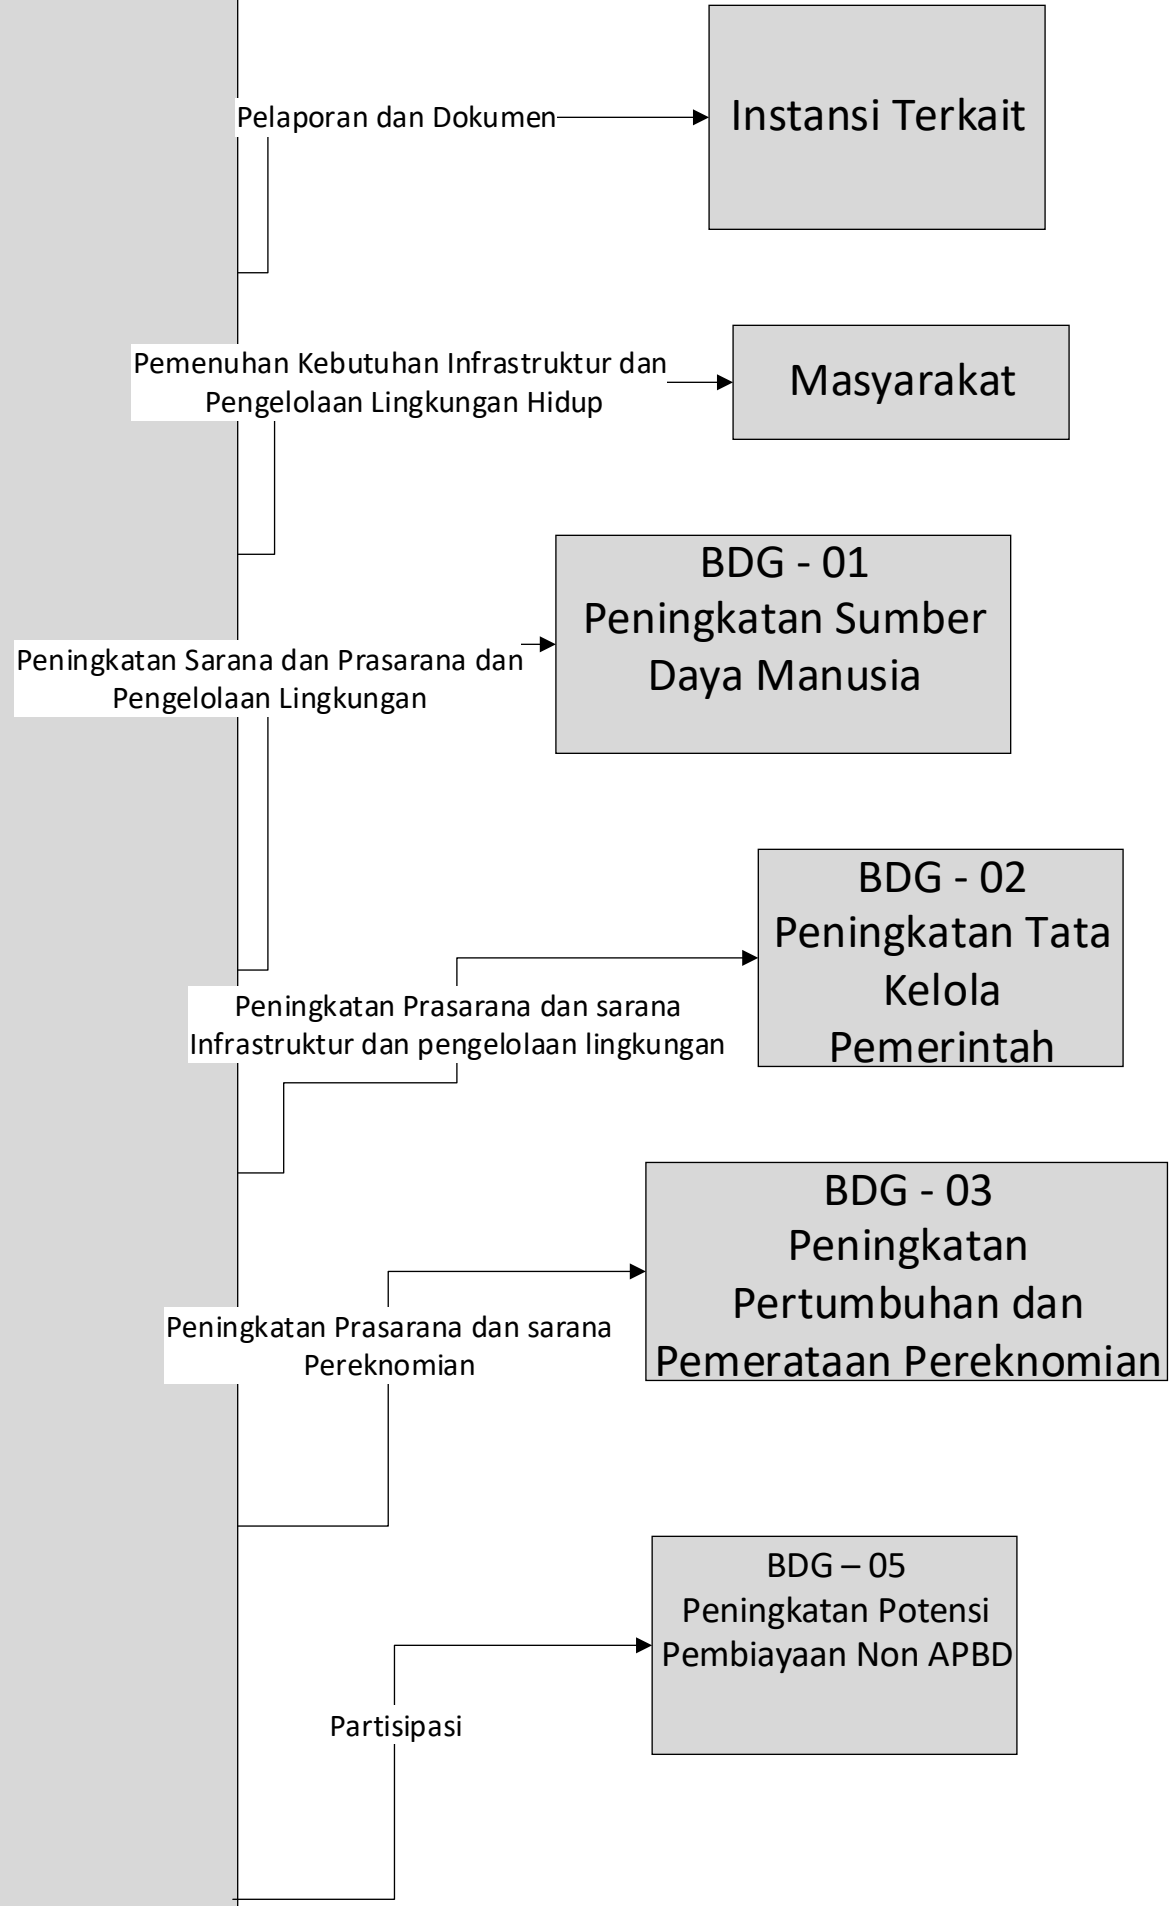 Pelaporan dan Dokumen
Instansi Terkait
Pemenuhan Kebutuhan Infrastruktur dan
Pengelolaan Lingkungan Hidup
Masyarakat
BDG - 01
Peningkatan Sumber
Daya Manusia
Peningkatan Sarana dan Prasarana dan
Pengelolaan Lingkungan
BDG - 02
Peningkatan Tata
Kelola
Pemerintah
Peningkatan Prasarana dan sarana
Infrastruktur dan pengelolaan lingkungan
BDG - 03
Peningkatan
Pertumbuhan dan
Pemerataan Pereknomian
Peningkatan Prasarana dan sarana
Pereknomian
BDG – 05
Peningkatan Potensi
Pembiayaan Non APBD
Partisipasi